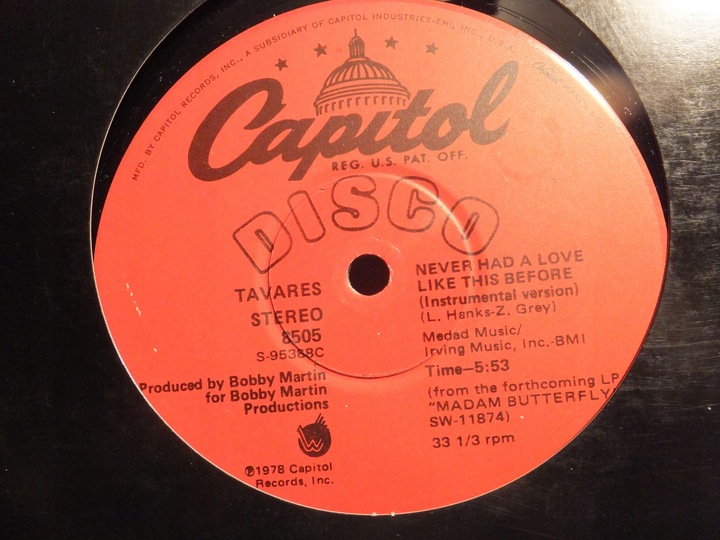 MFD. BY CAPITOL RECORDS, INC., A SUBSIDIARY OF CAPITOL INDUSTRIES-EMI, INC., U.S.A.
Capitol
REG. U.S. PAT. OFF.
DISCO
TAVARES
STEREO
8505
S-95388C
Produced by Bobby Martin
for Bobby Martin
Productions
℗1978 Capitol
Records, Inc.
NEVER HAD A LOVE
LIKE THIS BEFORE
(Instrumental version)
(L. Hanks-Z. Grey)
Medad Music/
Irving Music, Inc.-BMI
Time-5:53
(from the forthcoming LP
"MADAM BUTTERFLY
SW-11874)
33 1/3 rpm